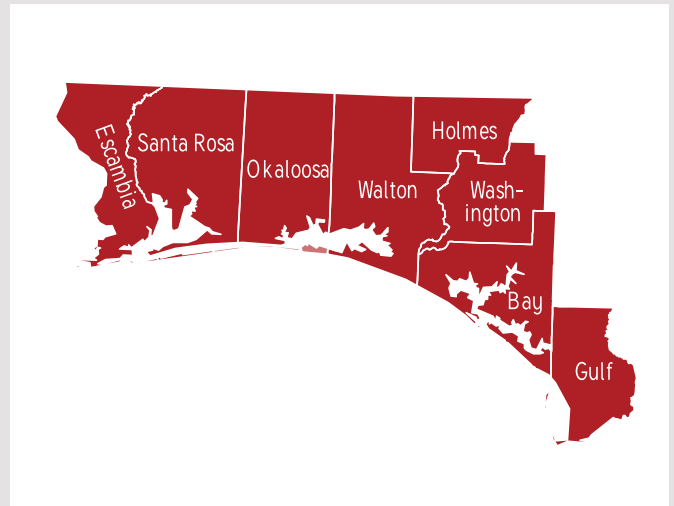 Escambia
Santa Rosa
Okaloosa
Walton
Holmes
Wash-
ington
Bay
Gulf